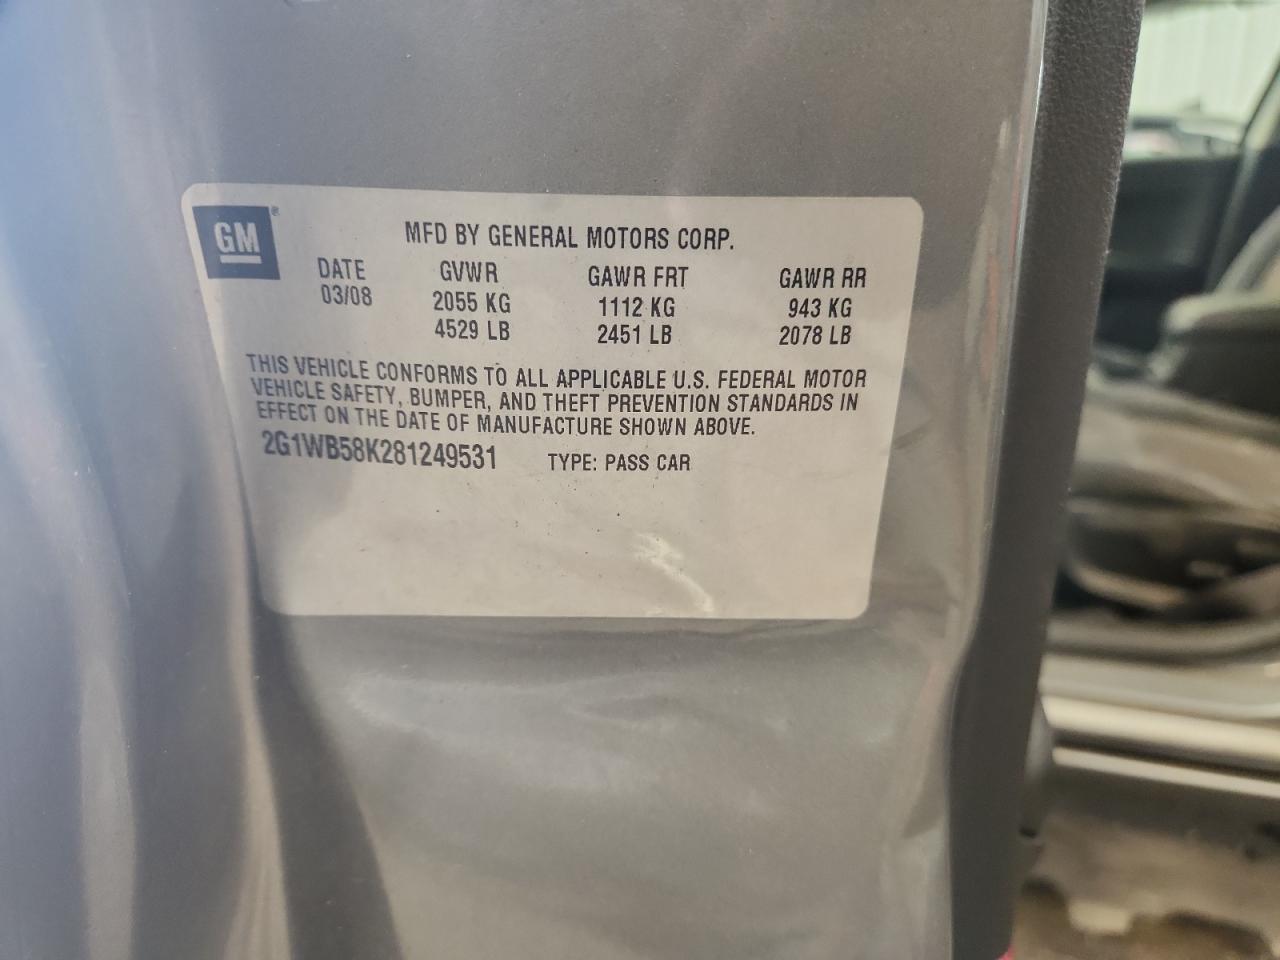 GM®
MFD BY GENERAL MOTORS CORP.
DATE GVWR GAWR FRT GAWR RR
03/08 2055 KG 1112 KG 943 KG
4529 LB 2451 LB 2078 LB
THIS VEHICLE CONFORMS TO ALL APPLICABLE U.S. FEDERAL MOTOR
VEHICLE SAFETY, BUMPER, AND THEFT PREVENTION STANDARDS IN
EFFECT ON THE DATE OF MANUFACTURE SHOWN ABOVE.
2G1WB58K281249531 TYPE: PASS CAR